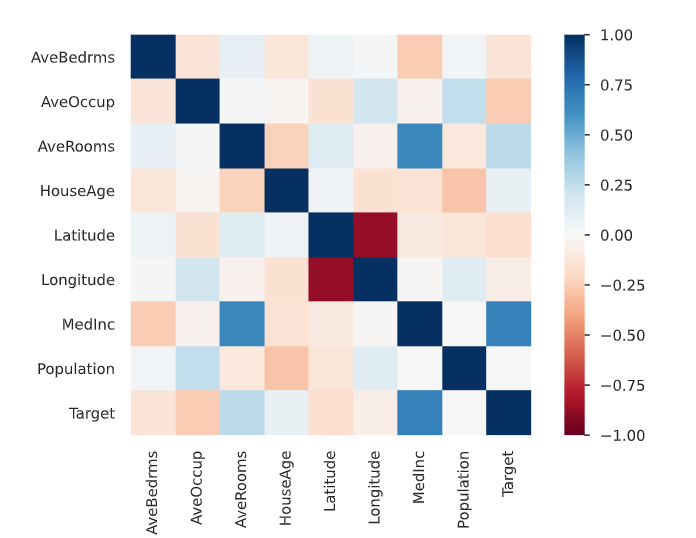 AveBedrms
AveOccup
AveRooms
HouseAge
Latitude
Longitude
MedInc
Population
Target
AveBedrms
AveOccup
AveRooms
HouseAge
Latitude
Longitude
MedInc
Population
Target
1.00
0.75
0.50
0.25
0.00
−0.25
−0.50
−0.75
−1.00